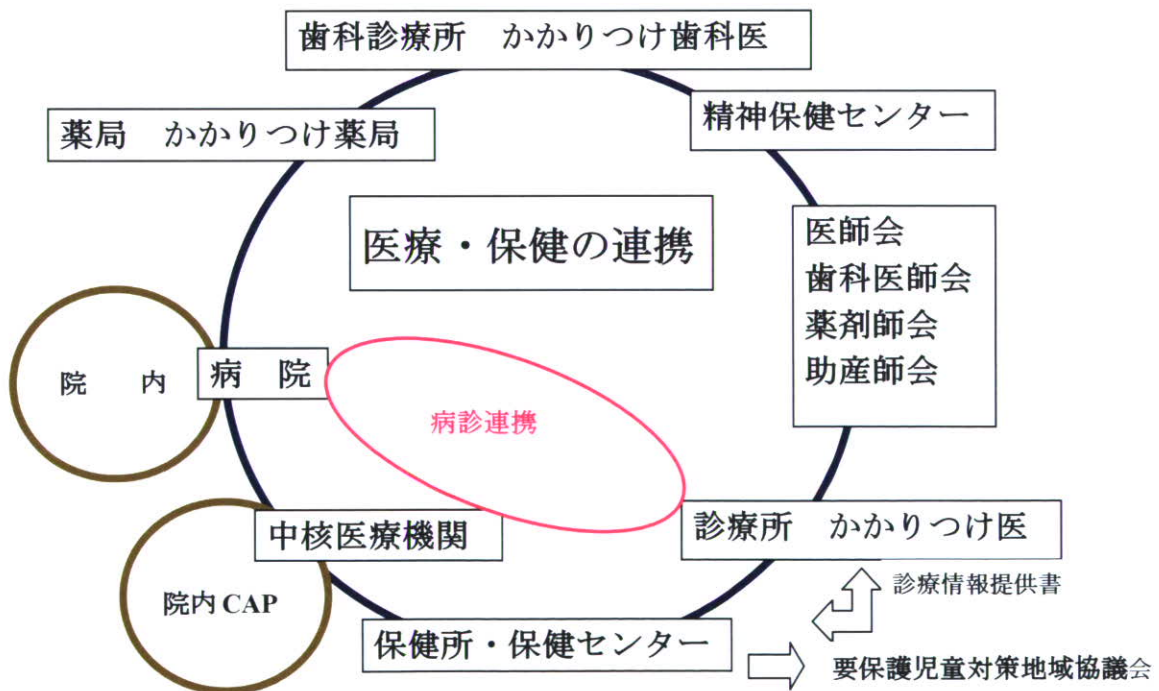 歯科診療所　かかりつけ歯科医
精神保健センター
薬局　かかりつけ薬局
医療・保健の連携
医師会
歯科医師会
薬剤師会
助産師会
院　　内
病　院
病診連携
中核医療機関
診療所　かかりつけ医
診療情報提供書
院内 CAP
保健所・保健センター
要保護児童対策地域協議会